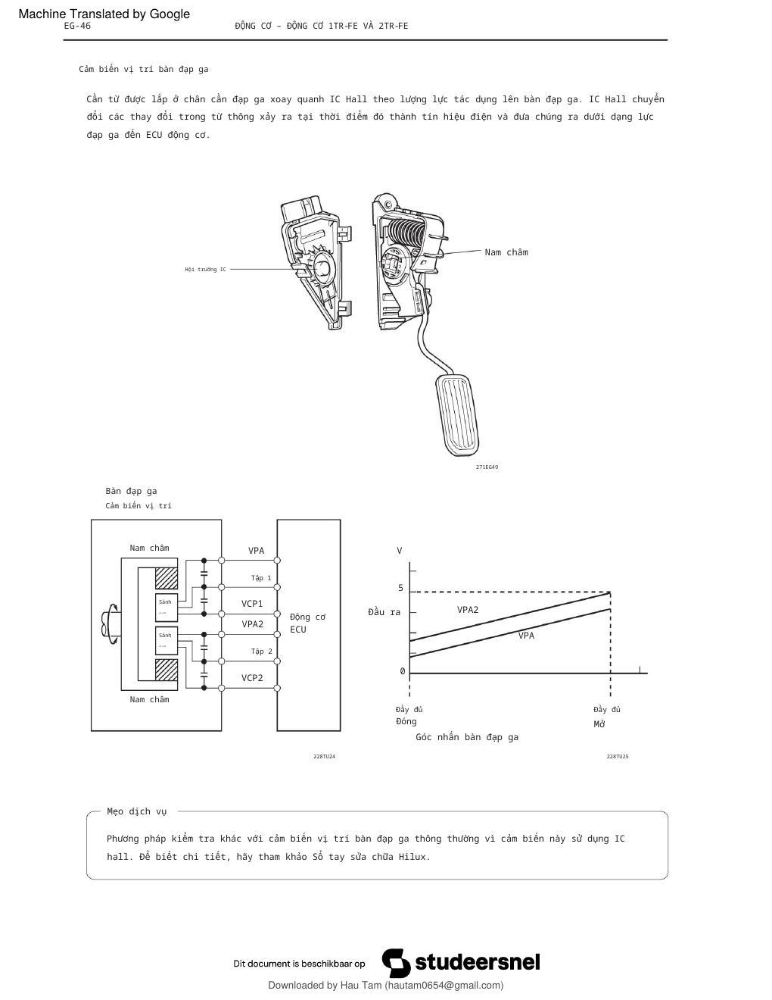 Machine Translated by Google
EG-46
ĐỘNG CƠ – ĐỘNG CƠ 1TR-FE VÀ 2TR-FE
Cảm biến vị trí bàn đạp ga
Cần từ được lắp ở chân cần đạp ga xoay quanh IC Hall theo lượng lực tác dụng lên bàn đạp ga. IC Hall chuyển
đổi các thay đổi trong từ thông xảy ra tại thời điểm đó thành tín hiệu điện và đưa chúng ra dưới dạng lực
đạp ga đến ECU động cơ.
Nam châm
Hội trường IC
271EG49
Bàn đạp ga
Cảm biến vị trí
Nam châm
VPA
Tập 1
Sảnh
VCP1
VPA2
Động cơ
ECU
Sảnh
Tập 2
VCP2
Nam châm
228TU24
V
5
Đầu ra
VPA2
VPA
0
Đầy đủ
Đóng
Đầy đủ
Mở
Góc nhấn bàn đạp ga
228TU25
Mẹo dịch vụ
Phương pháp kiểm tra khác với cảm biến vị trí bàn đạp ga thông thường vì cảm biến này sử dụng IC
hall. Để biết chi tiết, hãy tham khảo Sổ tay sửa chữa Hilux.
Dit document is beschikbaar op
studeersnel
Downloaded by Hau Tam (hautam0654@gmail.com)